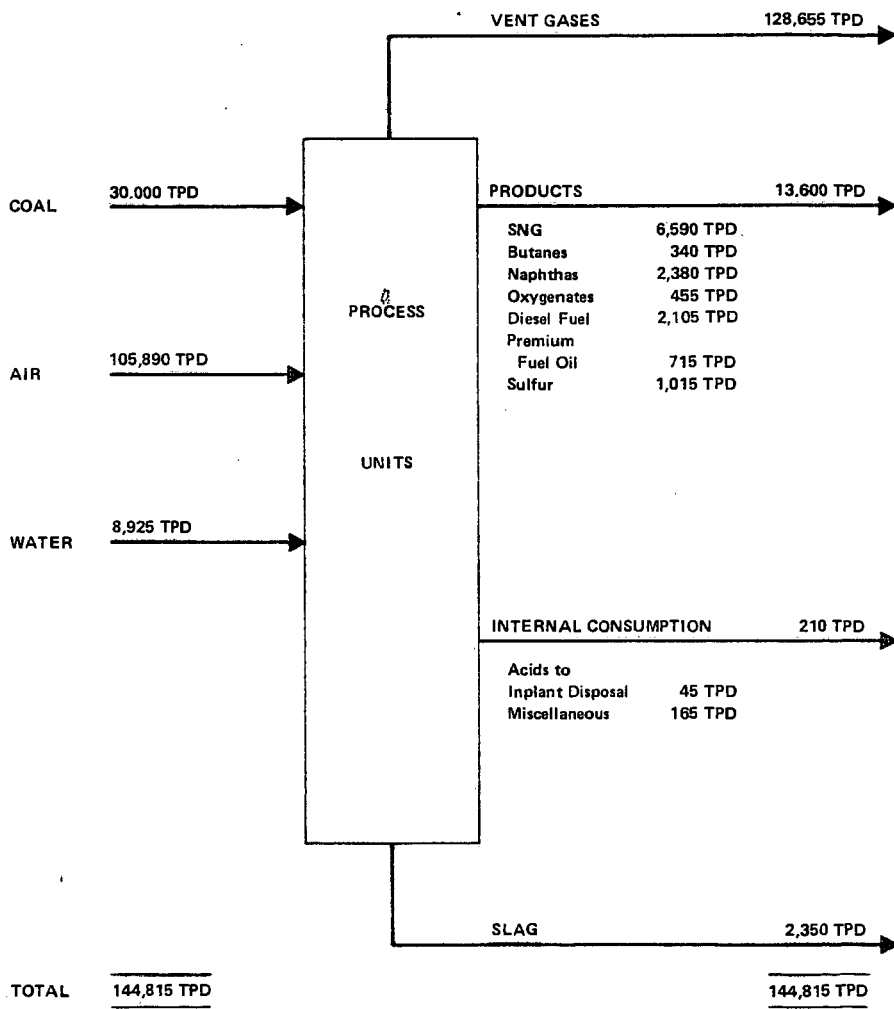 VENT GASES 128,655 TPD
COAL 30.000 TPD PRODUCTS 13.600 TPD
SNG 6,590 TPD
Butanes 340 TPD
Naphthas 2,380 TPD
Oxygenates 455 TPD
Diesel Fuel 2,105 TPD
Premium
Fuel Oil 715 TPD
Sulfur 1,015 TPD
PROCESS
AIR 105,890 TPD
UNITS
WATER 8,925 TPD
INTERNAL CONSUMPTION 210 TPD
Acids to
Inplant Disposal 45 TPD
Miscellaneous 165 TPD
SLAG 2,350 TPD
TOTAL 144,815 TPD 144,815 TPD